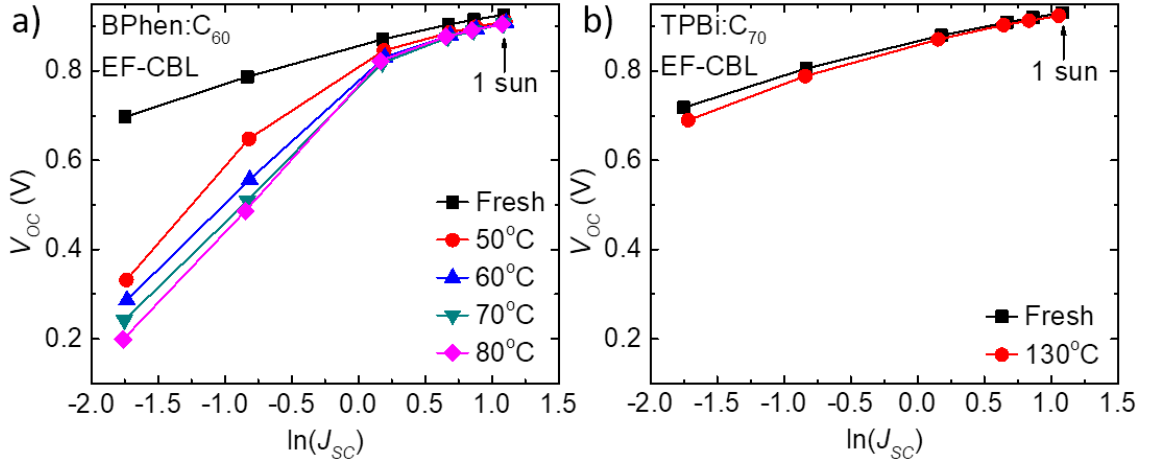 a)
BPhen:C60
EF-CBL
1 sun
Fresh
50°C
60°C
70°C
80°C
0.8
0.6
0.4
0.2
-2.0 -1.5 -1.0 -0.5 0.0 0.5 1.0 1.5
VOC (V)
ln(JSC)
b)
TPBi:C70
EF-CBL
1 sun
Fresh
130°C
0.8
0.6
0.4
0.2
-2.0 -1.5 -1.0 -0.5 0.0 0.5 1.0 1.5
VOC (V)
ln(JSC)